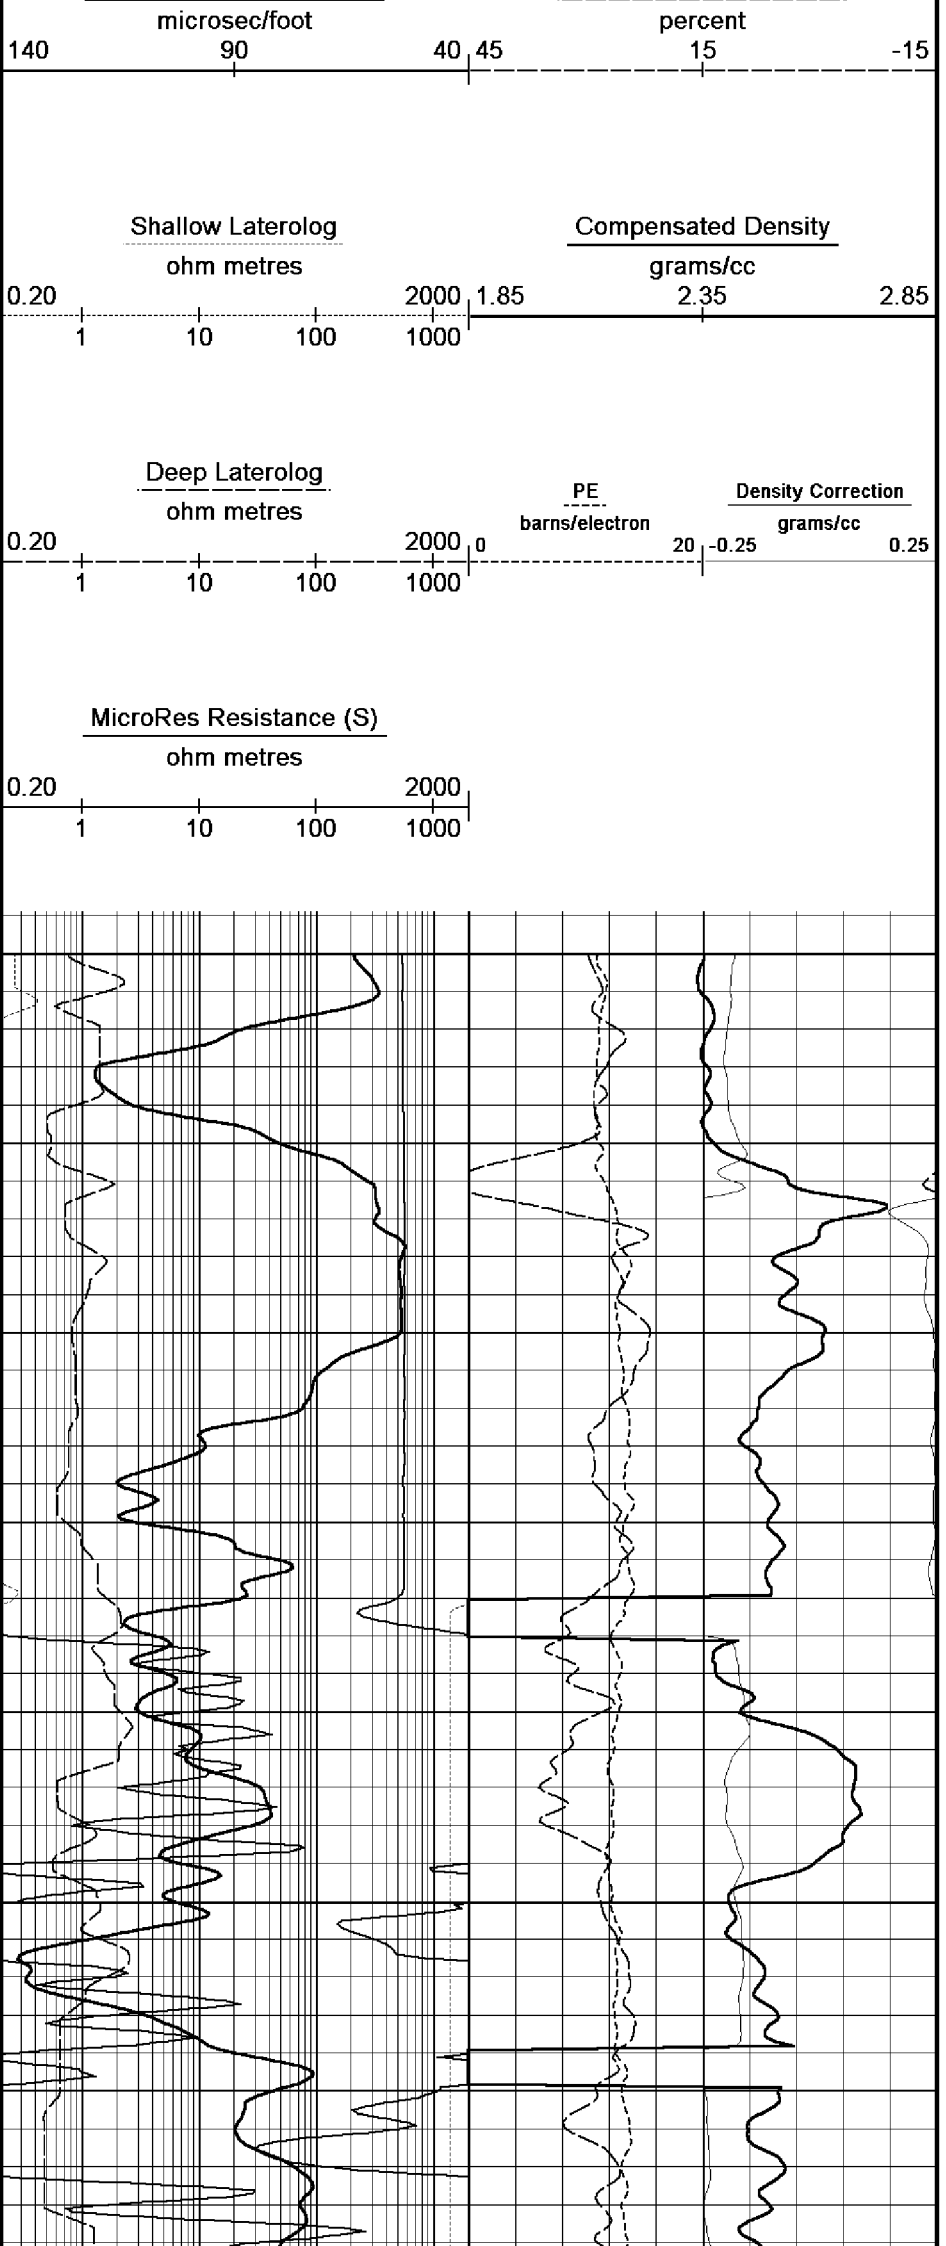 microsec/foot percent
140 90 40 45 15 -15
Shallow Laterolog Compensated Density
ohm metres grams/cc
0.20 2000 1.85 2.35 2.85
1 10 100 1000
Deep Laterolog PE Density Correction
ohm metres barns/electron grams/cc
0.20 2000 0 20 -0.25 0.25
1 10 100 1000
MicroRes Resistance (S)
ohm metres
0.20 2000
1 10 100 1000